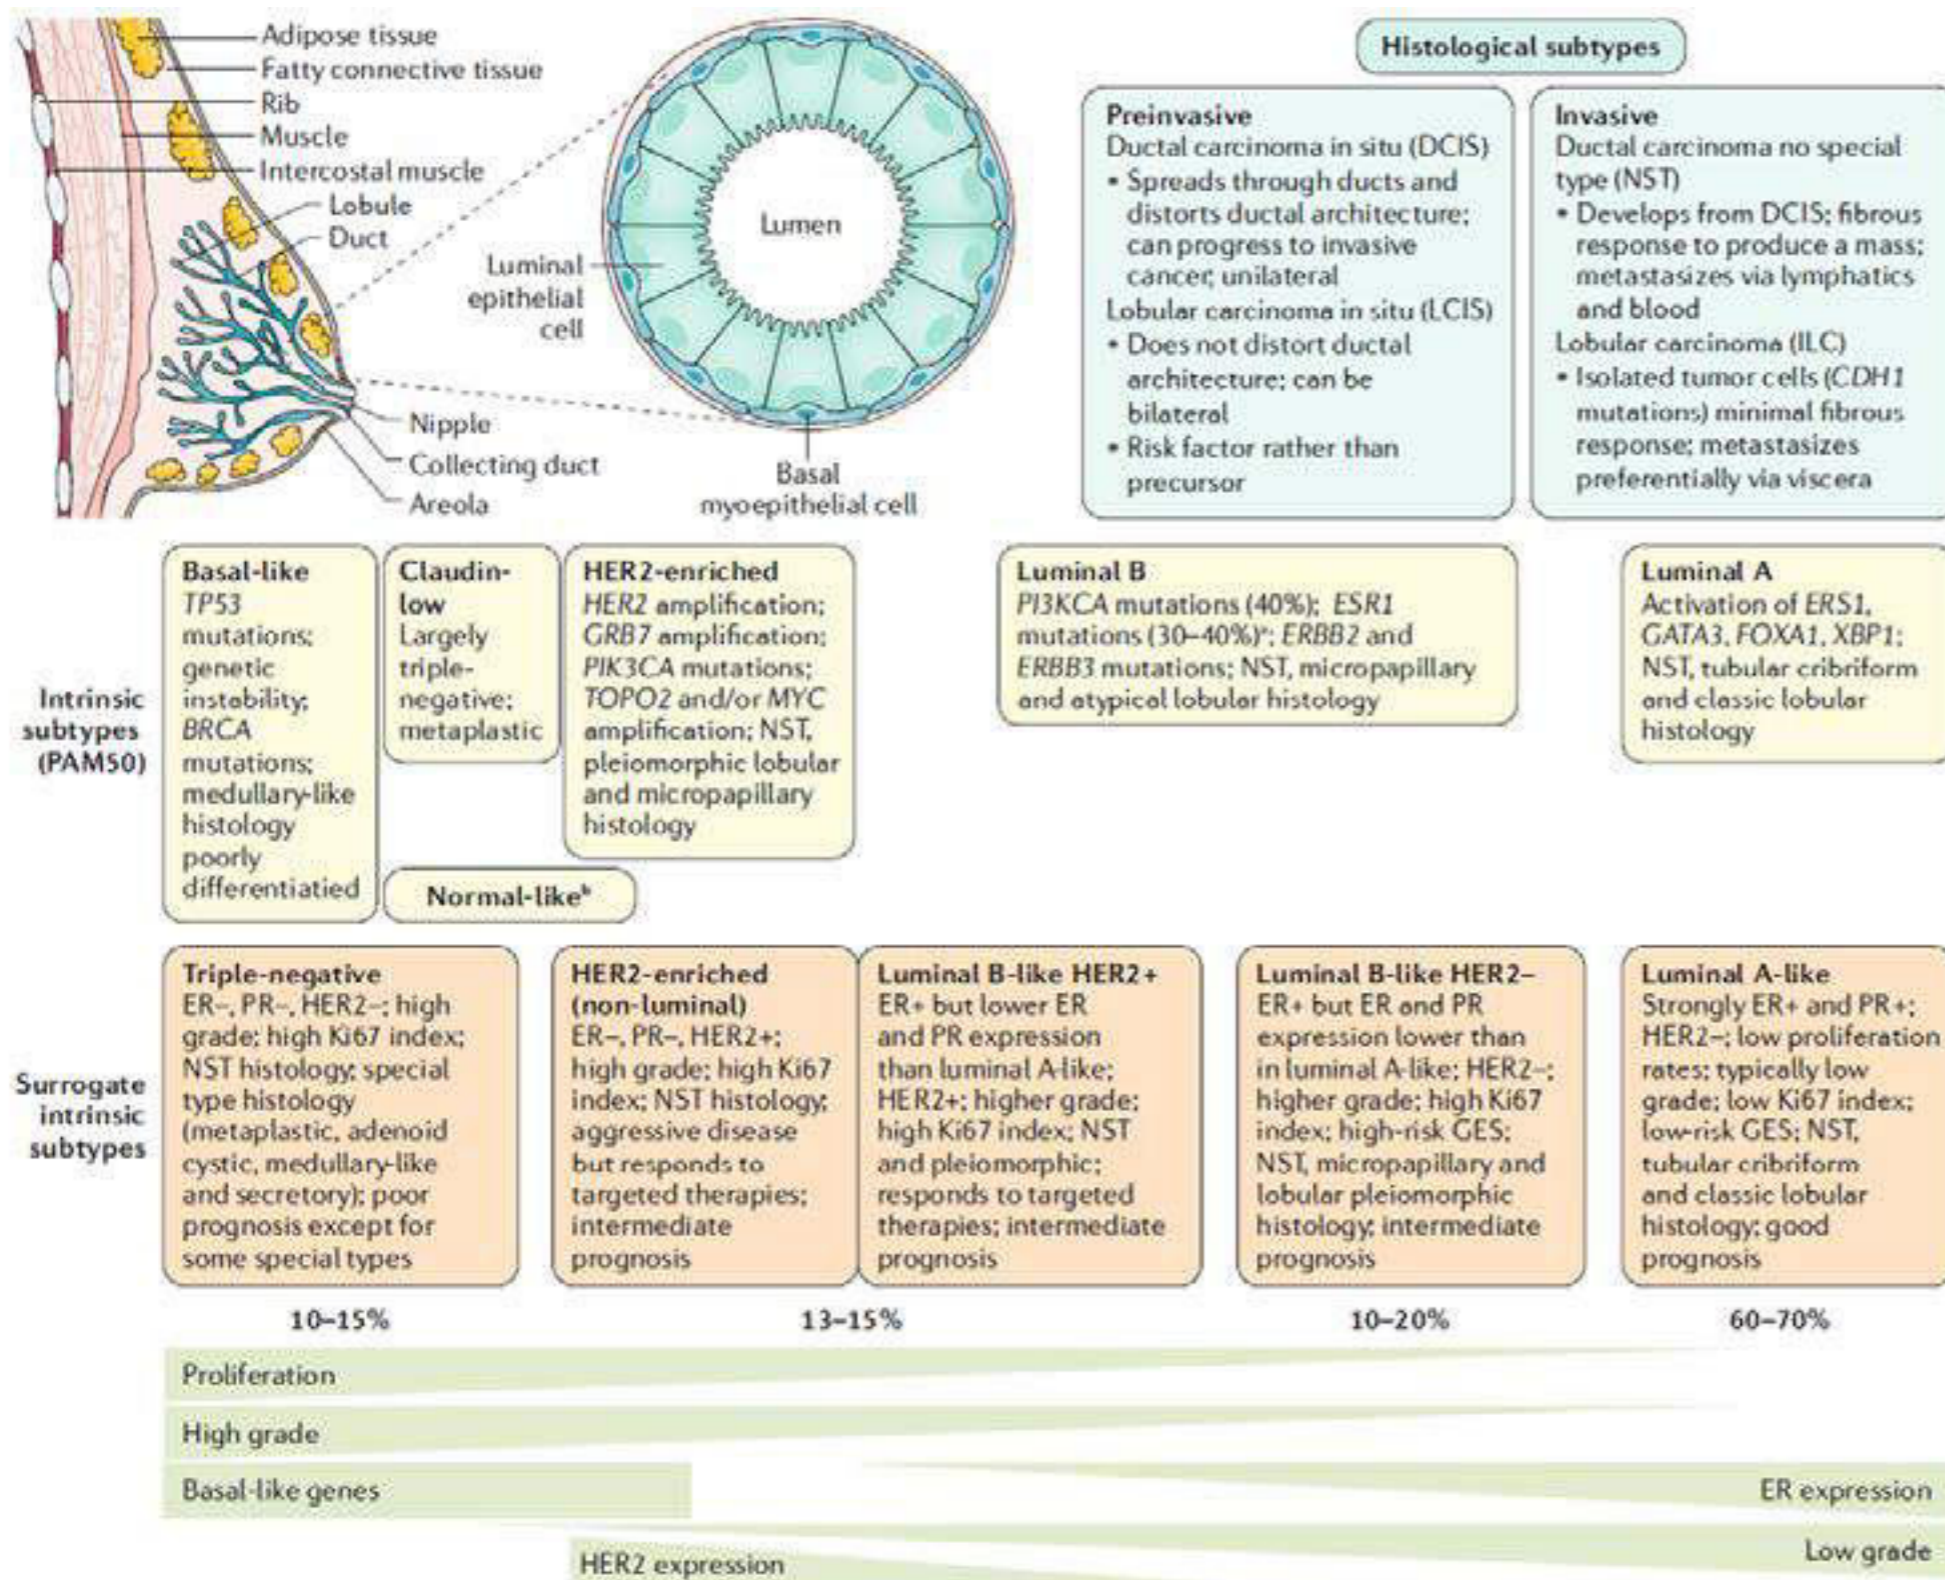 Adipose tissue
Fatty connective tissue
Rib
Muscle
Intercostal muscle
Lobule
Duct
Nipple
Collecting duct
Areola
Luminal
epithelial
cell
Lumen
Basal
myoepithelial cell
Histological subtypes
Preinvasive
Ductal carcinoma in situ (DCIS)
• Spreads through ducts and
distorts ductal architecture;
can progress to invasive
cancer; unilateral
Lobular carcinoma in situ (LCIS)
• Does not distort ductal
architecture; can be
bilateral
• Risk factor rather than
precursor
Invasive
Ductal carcinoma no special
type (NST)
• Develops from DCIS; fibrous
response to produce a mass;
metastasizes via lymphatics
and blood
Lobular carcinoma (ILC)
• Isolated tumor cells (CDH1
mutations) minimal fibrous
response; metastasizes
preferentially via viscera
Intrinsic
subtypes
(PAM50)
Basal-like
TP53
mutations;
genetic
instability;
BRCA
mutations;
medullary-like
histology
poorly
differentiatied
Claudin-
low
Largely
triple-
negative;
metaplastic
Normal-likeᵇ
HER2-enriched
HER2 amplification;
GRB7 amplification;
PIK3CA mutations;
TOPO2 and/or MYC
amplification; NST,
pleiomorphic lobular
and micropapillary
histology
Luminal B
PI3KCA mutations (40%); ESR1
mutations (30–40%)ᵃ; ERBB2 and
ERBB3 mutations; NST, micropapillary
and atypical lobular histology
Luminal A
Activation of ERS1,
GATA3, FOXA1, XBP1;
NST, tubular cribriform
and classic lobular
histology
Surrogate
intrinsic
subtypes
Triple-negative
ER–, PR–, HER2–; high
grade; high Ki67 index;
NST histology; special
type histology
(metaplastic, adenoid
cystic, medullary-like
and secretory); poor
prognosis except for
some special types
HER2-enriched
(non-luminal)
ER–, PR–, HER2+;
high grade; high Ki67
index; NST histology;
aggressive disease
but responds to
targeted therapies;
intermediate
prognosis
Luminal B-like HER2+
ER+ but lower ER
and PR expression
than luminal A-like;
HER2+; higher grade;
high Ki67 index; NST
and pleiomorphic;
responds to targeted
therapies; intermediate
prognosis
Luminal B-like HER2–
ER+ but ER and PR
expression lower than
in luminal A-like; HER2–;
higher grade; high Ki67
index; high-risk GES;
NST, micropapillary and
lobular pleiomorphic
histology; intermediate
prognosis
Luminal A-like
Strongly ER+ and PR+;
HER2–; low proliferation
rates; typically low
grade; low Ki67 index;
low-risk GES; NST,
tubular cribriform
and classic lobular
histology; good
prognosis
10–15%
13–15%
10–20%
60–70%
Proliferation
High grade
Basal-like genes
ER expression
Low grade
HER2 expression